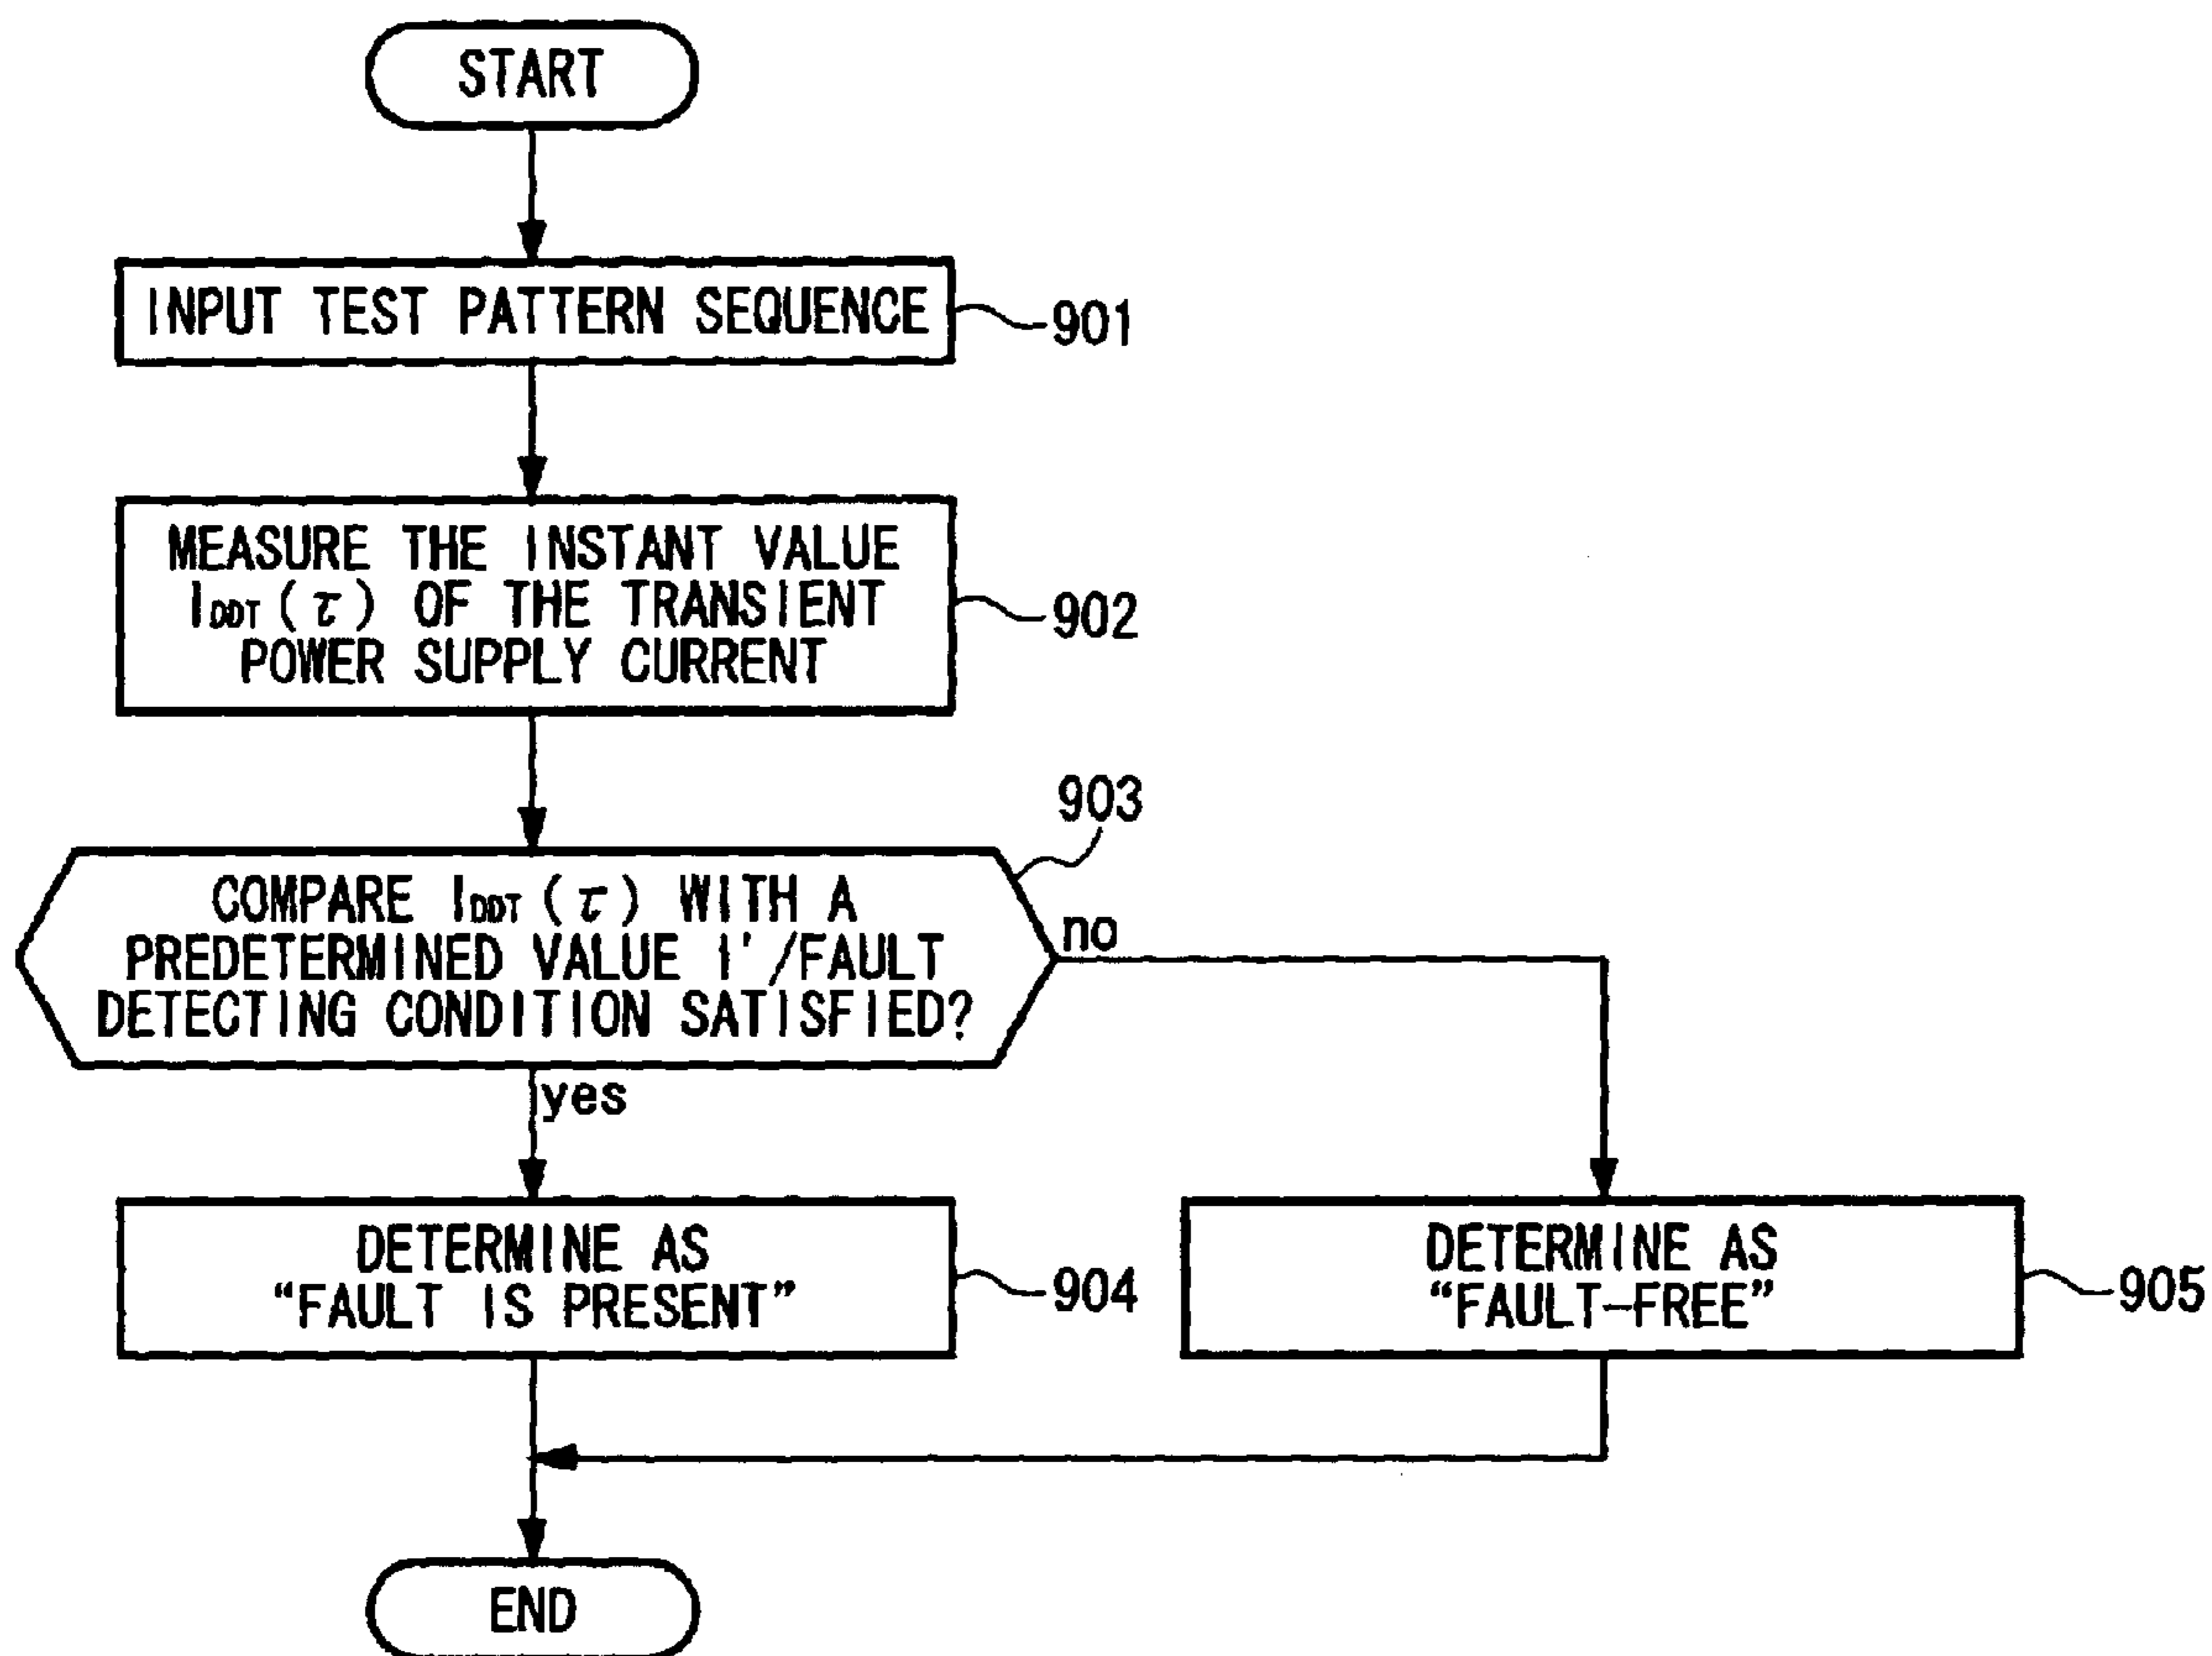 START
INPUT TEST PATTERN SEQUENCE
901
MEASURE THE INSTANT VALUE
IDDT(τ) OF THE TRANSIENT
POWER SUPPLY CURRENT
902
903
COMPARE IDDT(τ) WITH A
PREDETERMINED VALUE I'/FAULT
DETECTING CONDITION SATISFIED?
no
yes
DETERMINE AS
“FAULT IS PRESENT”
904
DETERMINE AS
“FAULT-FREE”
905
END